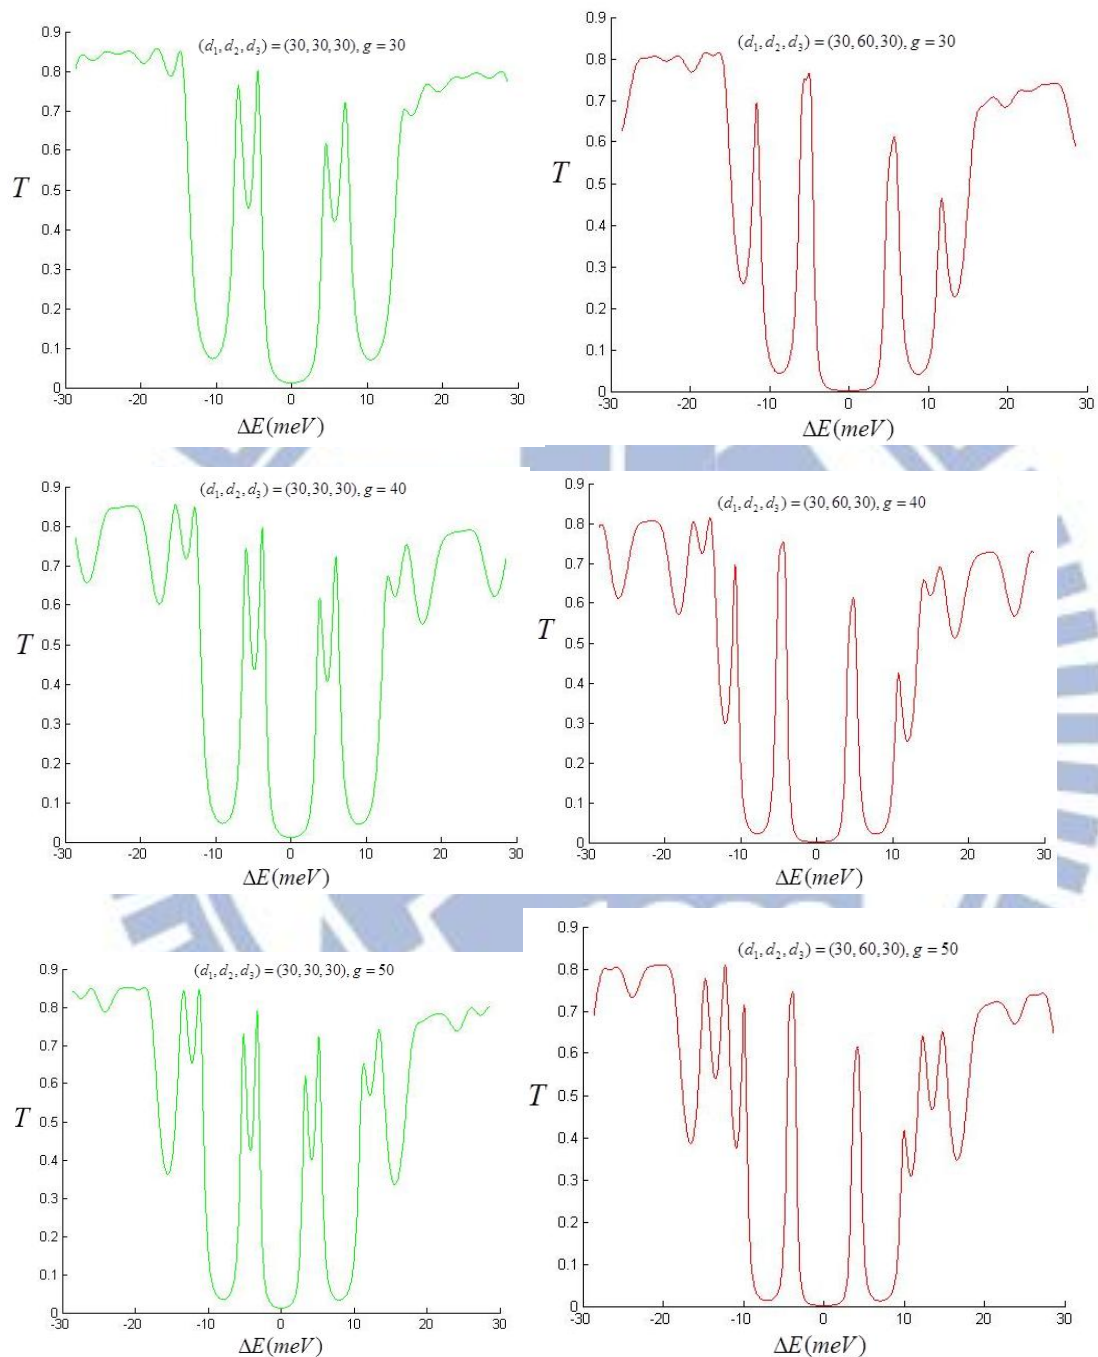 (d₁, d₂, d₃) = (30,30,30), g = 30
0.9
0.8
0.7
0.6
0.5
0.4
0.3
0.2
0.1
0
T
-30 -20 -10 0 10 20 30
ΔE(meV)
(d₁, d₂, d₃) = (30,60,30), g = 30
0.9
0.8
0.7
0.6
0.5
0.4
0.3
0.2
0.1
0
T
-30 -20 -10 0 10 20 30
ΔE(meV)
(d₁, d₂, d₃) = (30,30,30), g = 40
0.9
0.8
0.7
0.6
0.5
0.4
0.3
0.2
0.1
0
T
-30 -20 -10 0 10 20 30
ΔE(meV)
(d₁, d₂, d₃) = (30,60,30), g = 40
0.9
0.8
0.7
0.6
0.5
0.4
0.3
0.2
0.1
0
T
-30 -20 -10 0 10 20 30
ΔE(meV)
(d₁, d₂, d₃) = (30,30,30), g = 50
0.9
0.8
0.7
0.6
0.5
0.4
0.3
0.2
0.1
0
T
-30 -20 -10 0 10 20 30
ΔE(meV)
(d₁, d₂, d₃) = (30,60,30), g = 50
0.9
0.8
0.7
0.6
0.5
0.4
0.3
0.2
0.1
0
T
-30 -20 -10 0 10 20 30
ΔE(meV)